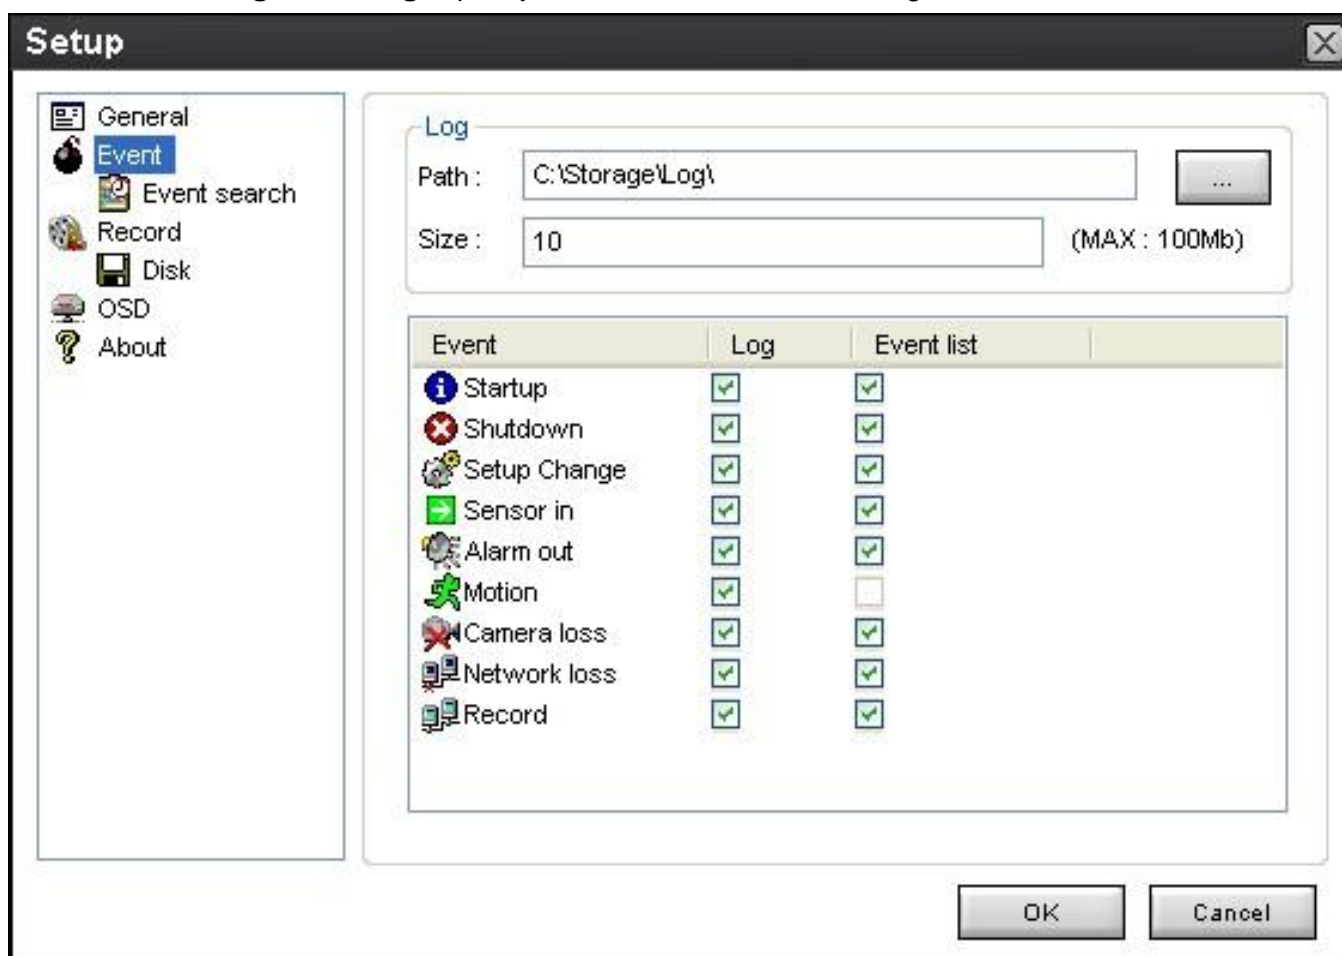 Setup
General
Event
Event search
Record
Disk
OSD
About
Log
Path : C:\Storage\Log\ ...
Size : 10 (MAX : 100Mb)
Event Log Event list
Startup
Shutdown
Setup Change
Sensor in
Alarm out
Motion
Camera loss
Network loss
Record
OK Cancel